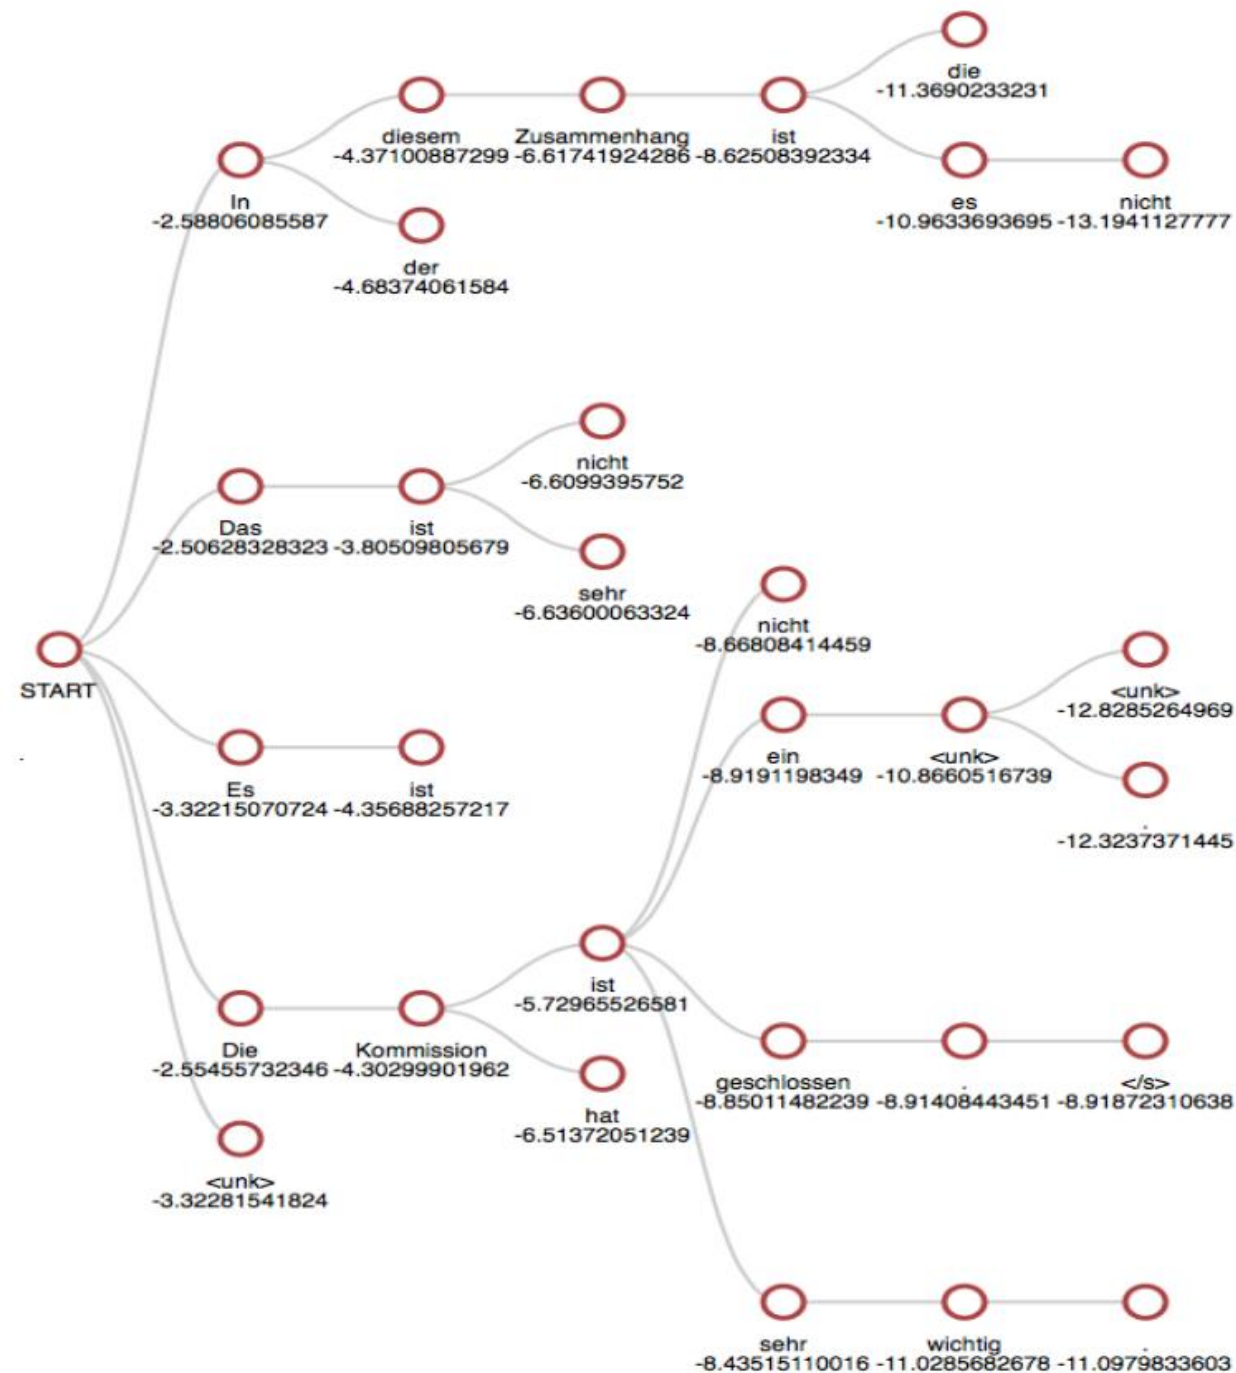 die
-11.3690233231
diesem Zusammenhang ist
-4.37100887299 -6.61741924286 -8.62508392334
In
-2.58806085587
es nicht
-10.9633693695 -13.1941127777
der
-4.68374061584
nicht
-6.6099395752
Das ist
-2.50628328323 -3.80509805679
sehr
-6.63600063324
nicht
-8.66808414459
START
<unk>
-12.8285264969
.
ein <unk>
-8.9191198349 -10.8660516739
Es ist
-3.32215070724 -4.35688257217
.
-12.3237371445
ist
-5.72965526581
Die Kommission
-2.55455732346 -4.30299901962
geschlossen . </s>
-8.85011482239 -8.91408443451 -8.91872310638
hat
-6.51372051239
<unk>
-3.32281541824
sehr wichtig .
-8.43515110016 -11.0285682678 -11.0979833603